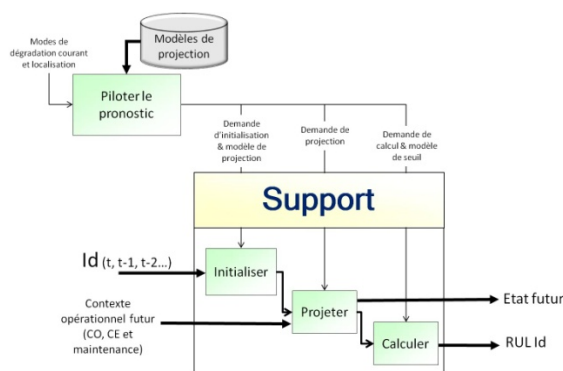 Modes de
dégradation courant
et localisation
Modèles de
projection
Piloter le
pronostic
Demande
d'initialisation
& modèle de
projection
Demande de
projection
Demande de
calcul & modèle
de seuil
Support
Id (t, t-1, t-2...)
Initialiser
Contexte
opérationnel futur
(CO, CE et
maintenance)
Projeter
Etat futur
Calculer
RUL Id